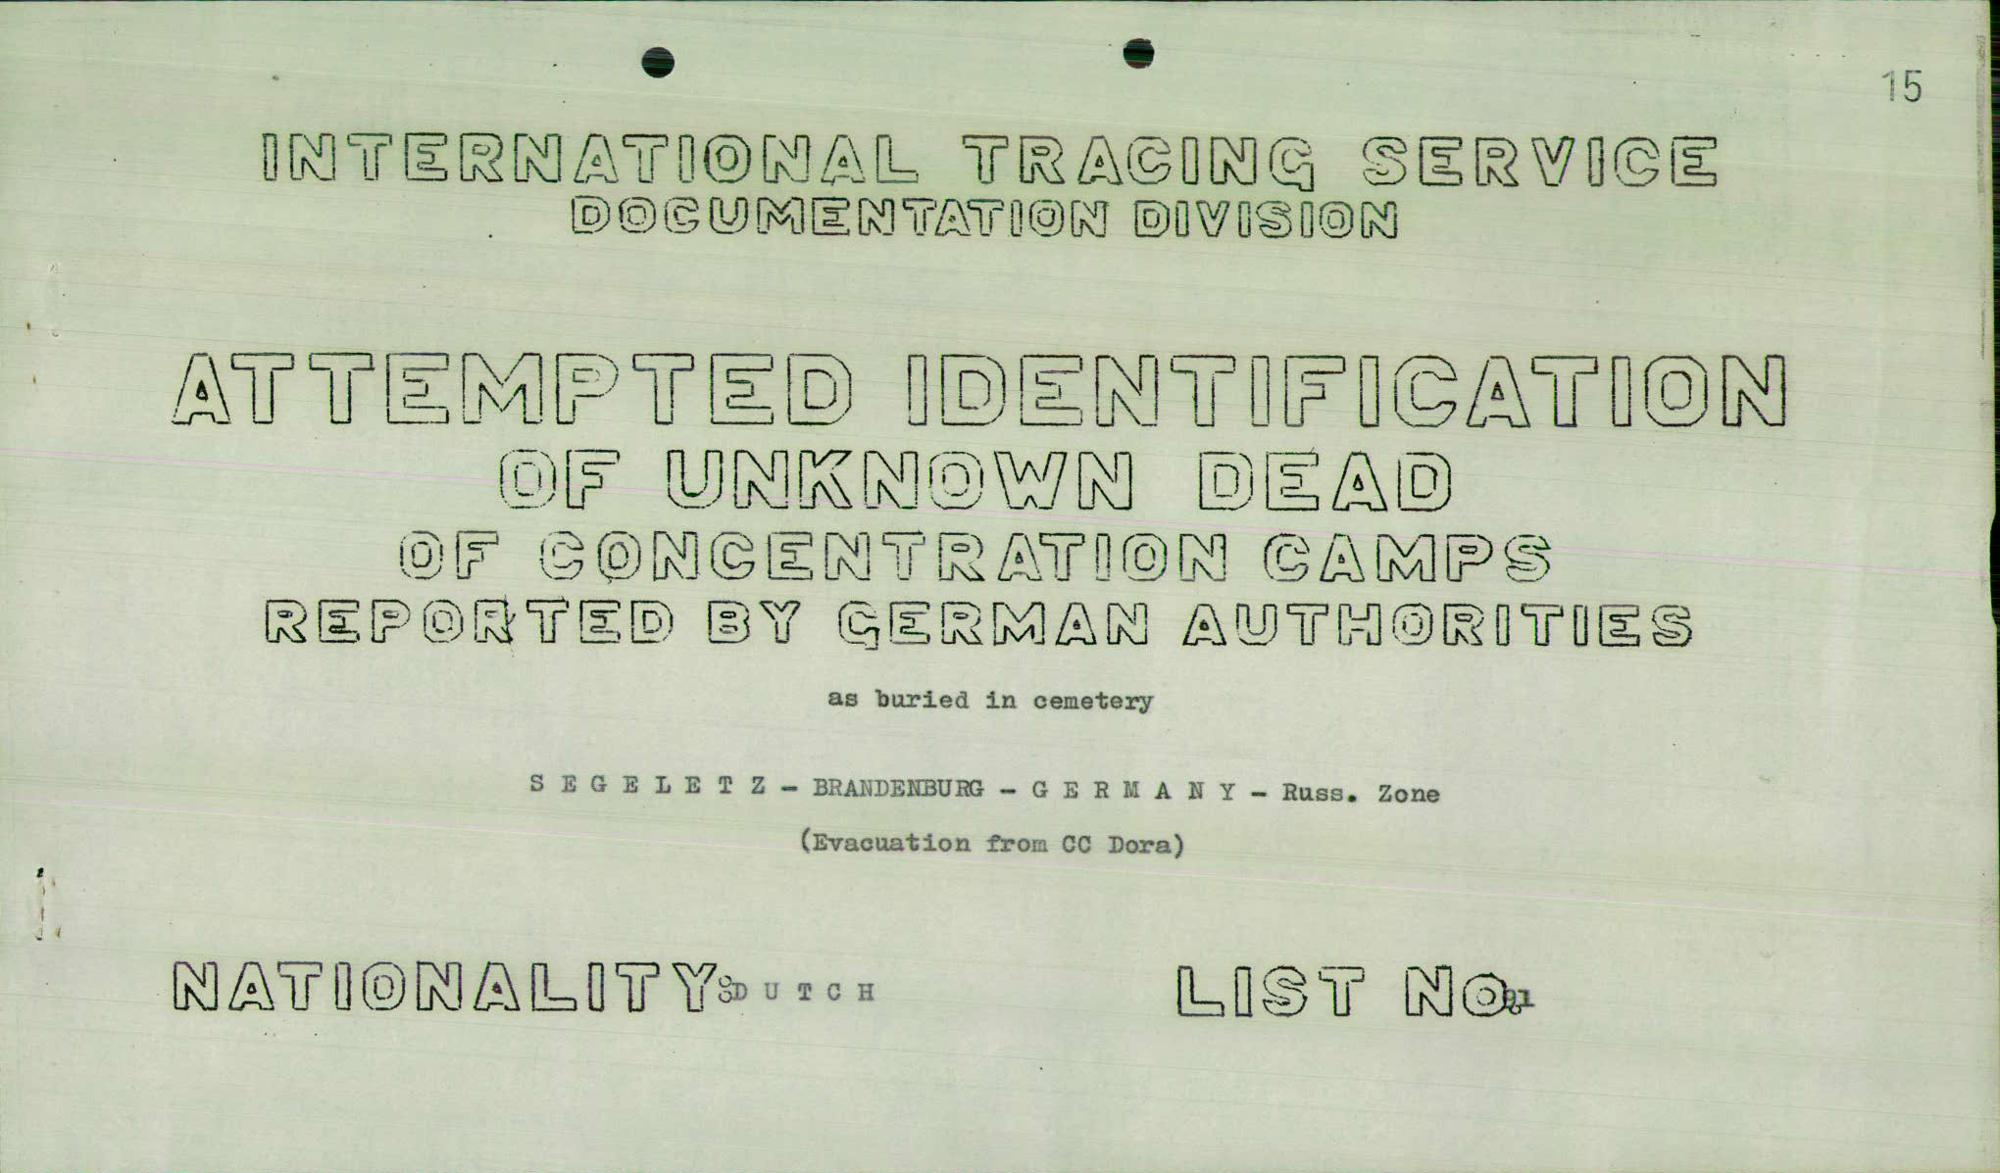 15
INTERNATIONAL TRACING SERVICE
DOCUMENTATION DIVISION
ATTEMPTED IDENTIFICATION
OF UNKNOWN DEAD
OF CONCENTRATION CAMPS
REPORTED BY GERMAN AUTHORITIES
as buried in cemetery
S E G E L E T Z - BRANDENBURG - G E R M A N Y - Russ. Zone
(Evacuation from CC Dora)
NATIONALITY: D U T C H
LIST No.